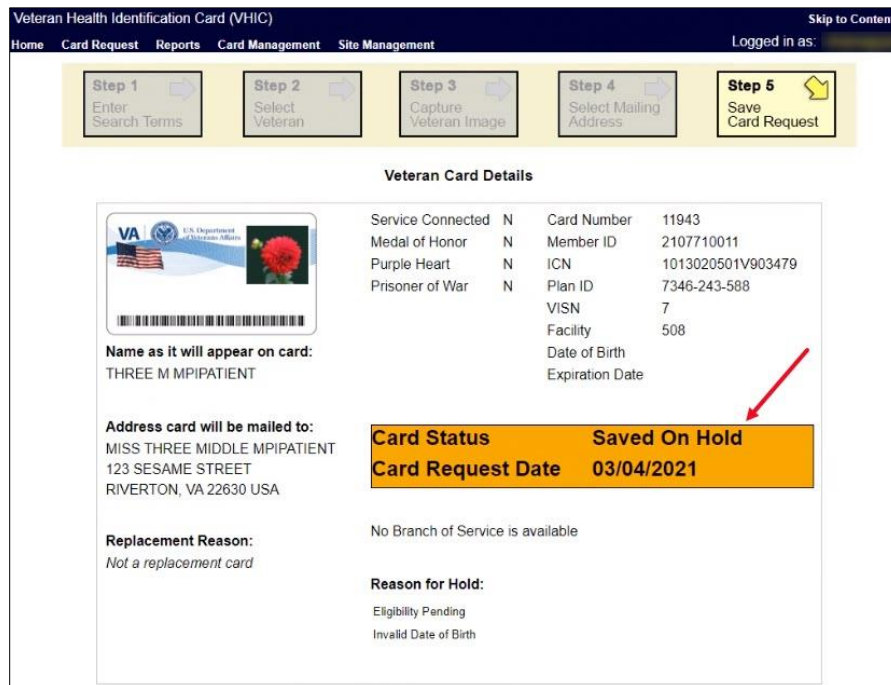 Veteran Health Identification Card (VHIC)
Skip to Conten
Home Card Request Reports Card Management Site Management
Logged in as:
Step 1
Enter
Search Terms
Step 2
Select
Veteran
Step 3
Capture
Veteran Image
Step 4
Select Mailing
Address
Step 5
Save
Card Request
Veteran Card Details
VA
U.S. Department
of Veterans Affairs
Name as it will appear on card:
THREE M MPIPATIENT
Address card will be mailed to:
MISS THREE MIDDLE MPIPATIENT
123 SESAME STREET
RIVERTON, VA 22630 USA
Replacement Reason:
Not a replacement card
Service Connected N
Medal of Honor N
Purple Heart N
Prisoner of War N
Card Number 11943
Member ID 2107710011
ICN 1013020501V903479
Plan ID 7346-243-588
VISN 7
Facility 508
Date of Birth
Expiration Date
Card Status Saved On Hold
Card Request Date 03/04/2021
No Branch of Service is available
Reason for Hold:
Eligibility Pending
Invalid Date of Birth